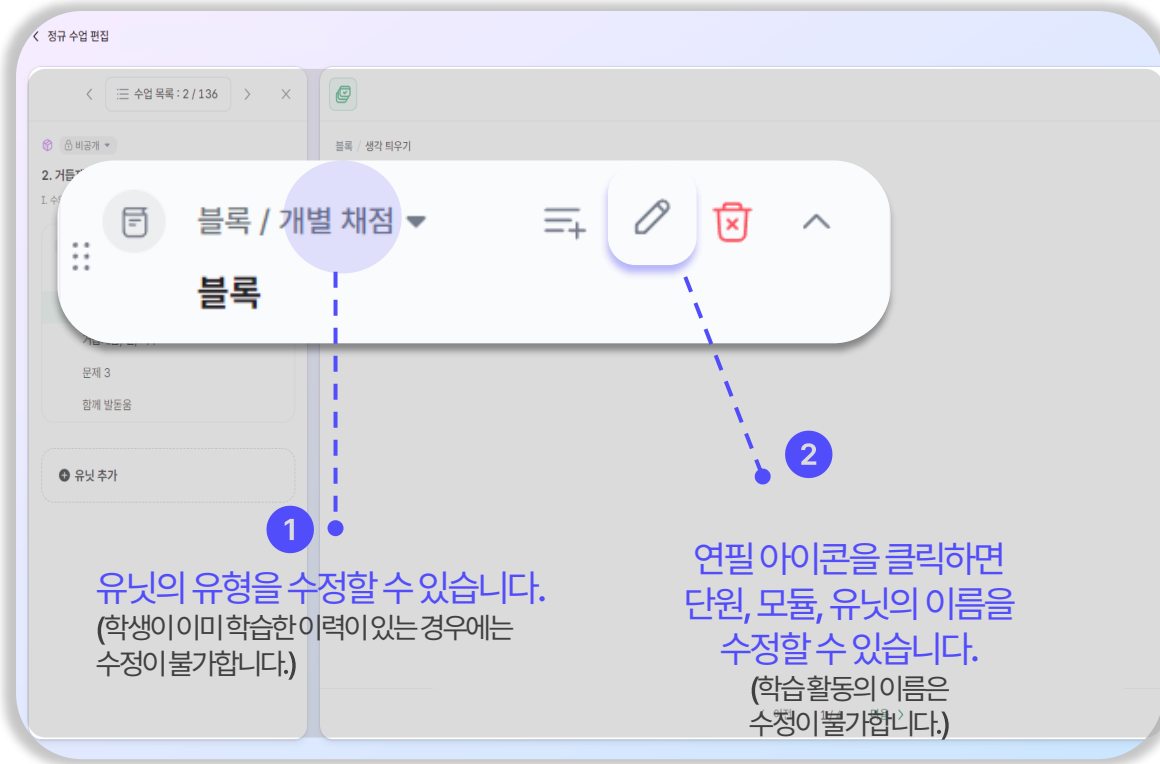 정규 수업 편집
수업 목록 : 2 / 136
비공개
블록 / 생각 틔우기
2. 거듭
블록 / 개별 채점
블록
문제 3
함께 발돋움
유닛 추가
1
유닛의 유형을 수정할 수 있습니다.
(학생이 이미 학습한 이력이 있는 경우에는
수정이 불가합니다.)
2
연필 아이콘을 클릭하면
단원, 모듈, 유닛의 이름을
수정할 수 있습니다.
(학습 활동의 이름은
수정이 불가합니다.)